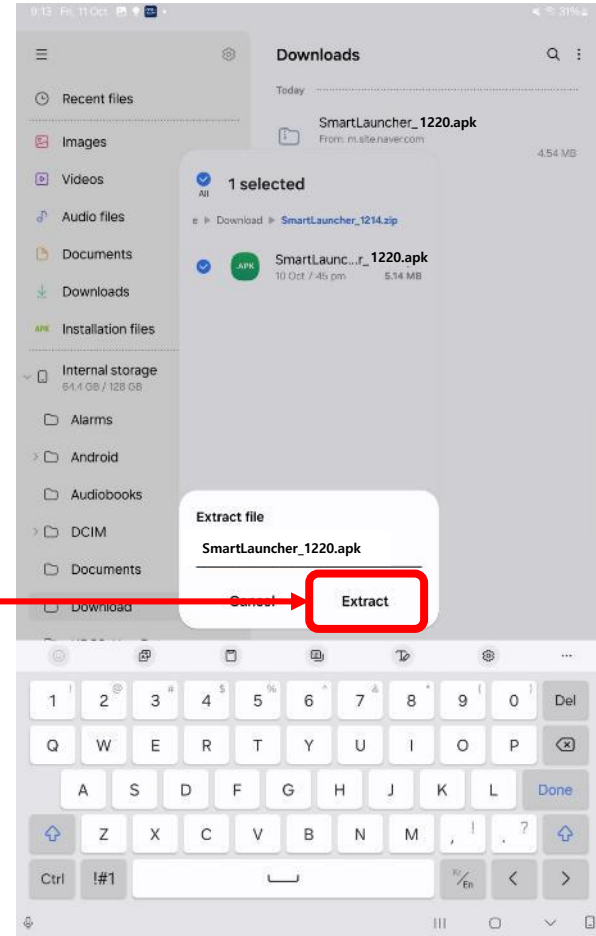 9:13 Fri, 11 Oct
31%
Downloads
Recent files
Today
SmartLauncher_1220.apk
From: m.site.naver.com
4.54 MB
Images
Videos
Audio files
Documents
Downloads
APK Installation files
Internal storage
64.4 GB / 128 GB
Alarms
Android
Audiobooks
DCIM
Documents
Download
All
1 selected
e Download SmartLauncher_1214.zip
.APK
SmartLaunc...r_1220.apk
10 Oct 7:45 pm 5.14 MB
Extract file
SmartLauncher_1220.apk
Cancel Extract
1 ! 2 @ 3 # 4 $ 5 % 6 ^ 7 & 8 * 9 ( 0 ) Del
Q W E R T Y U I O P
A S D F G H J K L Done
Z X C V B N M , ! . ?
Ctrl !#1 En < >